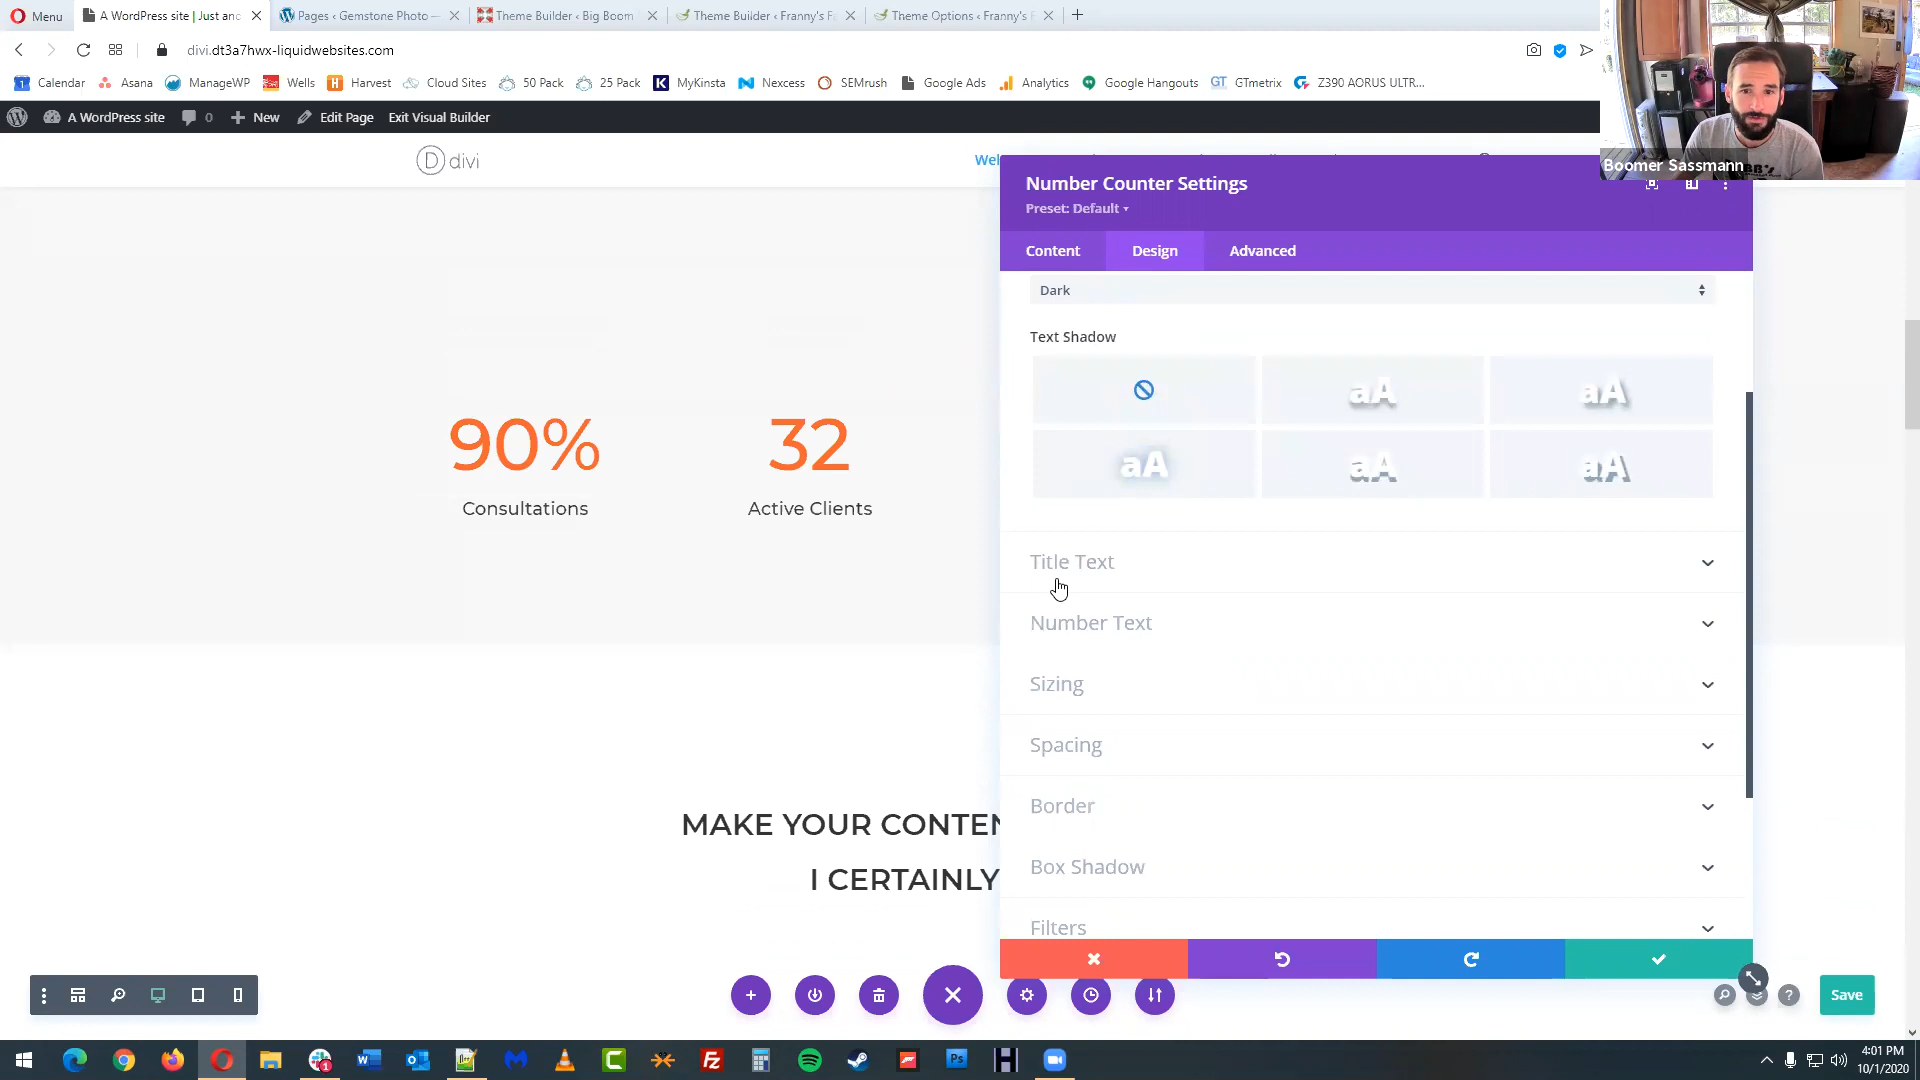 Menu
A WordPress site | Just and
Pages ‹ Gemstone Photo —
Theme Builder ‹ Big Boom
Theme Builder ‹ Franny's F
Theme Options ‹ Franny's F
divi.dt3a7hwx-liquidwebsites.com
Calendar
Asana
ManageWP
Wells
Harvest
Cloud Sites
50 Pack
25 Pack
MyKinsta
Nexcess
SEMrush
Google Ads
Analytics
Google Hangouts
GTmetrix
Z390 AORUS ULTR...
A WordPress site
0
New
Edit Page
Exit Visual Builder
Boomer Sassmann
D divi
Wel
Number Counter Settings
Preset: Default
Content
Design
Advanced
Dark
Text Shadow
aA
aA
aA
aA
aA
90%
32
Consultations
Active Clients
Title Text
Number Text
Sizing
Spacing
Border
Box Shadow
Filters
MAKE YOUR CONTEN
I CERTAINLY
Save
4:01 PM
10/1/2020